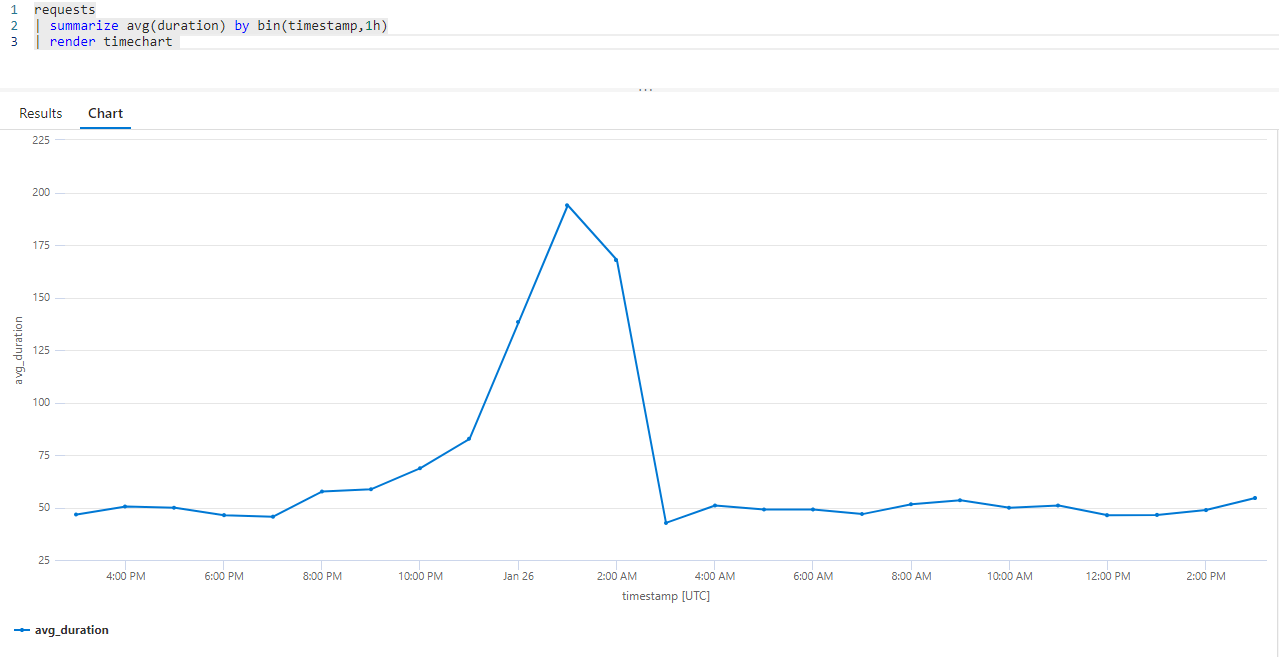 1 requests
2 | summarize avg(duration) by bin(timestamp,1h)
3 | render timechart
...
Results Chart
225
200
175
150
125
100
75
50
25
avg_duration
4:00 PM 6:00 PM 8:00 PM 10:00 PM Jan 26 2:00 AM 4:00 AM 6:00 AM 8:00 AM 10:00 AM 12:00 PM 2:00 PM
timestamp [UTC]
avg_duration